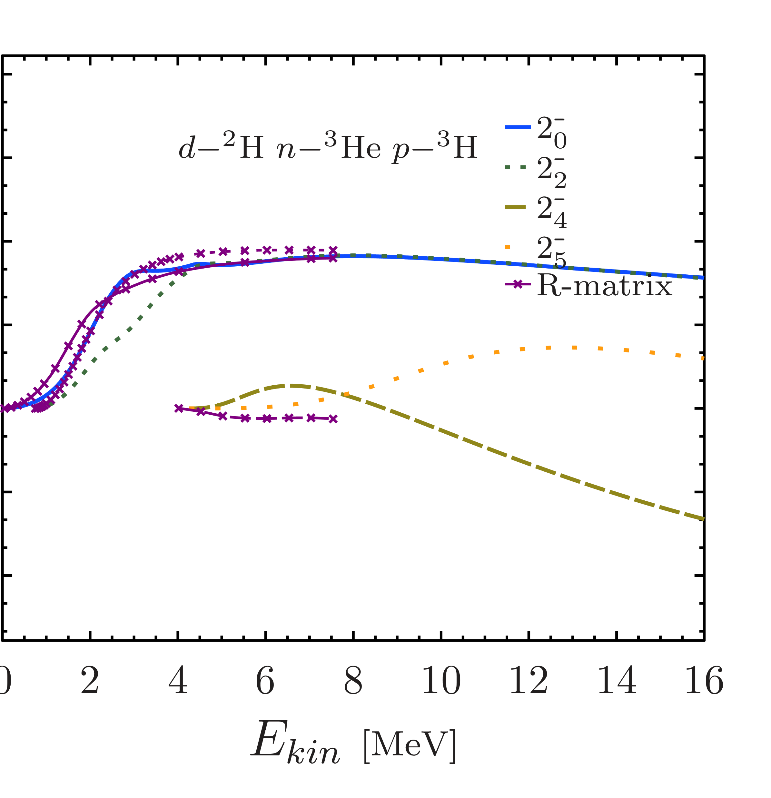 d−²H n−³He p−³H
2₀⁻
2₂⁻
2₄⁻
2₅⁻
R-matrix
0 2 4 6 8 10 12 14 16
E_kin [MeV]